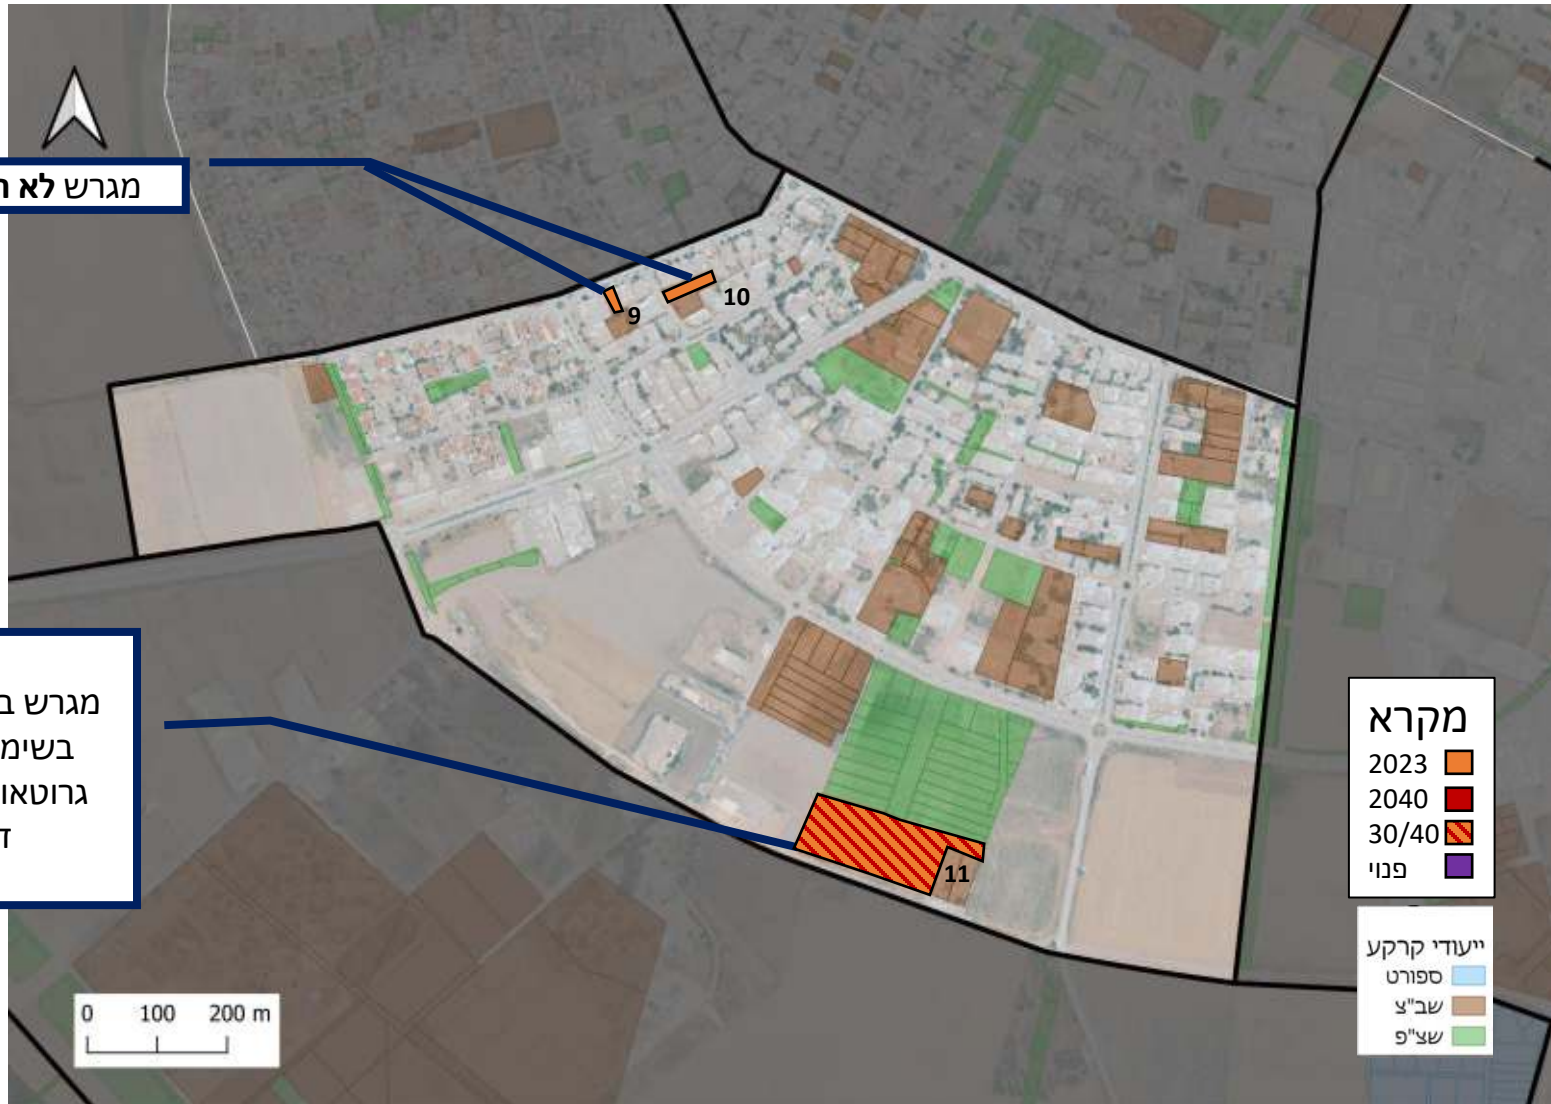 מגרש לא
10
9
מגרש
בשימ
11
מקרא
2023
2040
30/40
פנוי
ייעודי קרקע
ספורט
שב"צ
שצ"פ
0 100 200 m